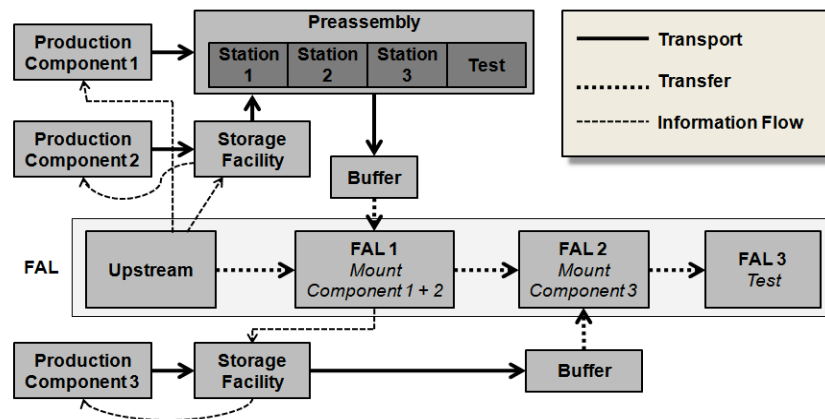 Preassembly
Production
Component 1
Station
1
Station
2
Station
3
Test
Transport
Transfer
Information Flow
Production
Component 2
Storage
Facility
Buffer
FAL
Upstream
FAL 1
Mount
Component 1 + 2
FAL 2
Mount
Component 3
FAL 3
Test
Production
Component 3
Storage
Facility
Buffer